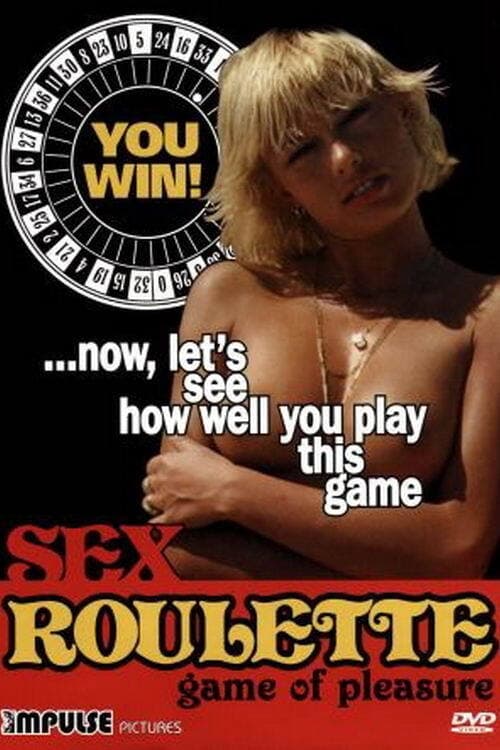 YOU
WIN!
...now, let's
see
how well you play
this
game
SEX
ROULETTE
game of pleasure
IMPULSE PICTURES
DVD
VIDEO